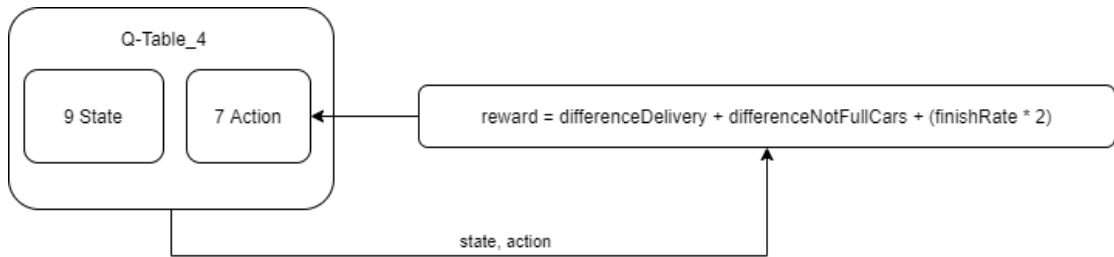 Q-Table_4
9 State
7 Action
reward = differenceDelivery + differenceNotFullCars + (finishRate * 2)
state, action